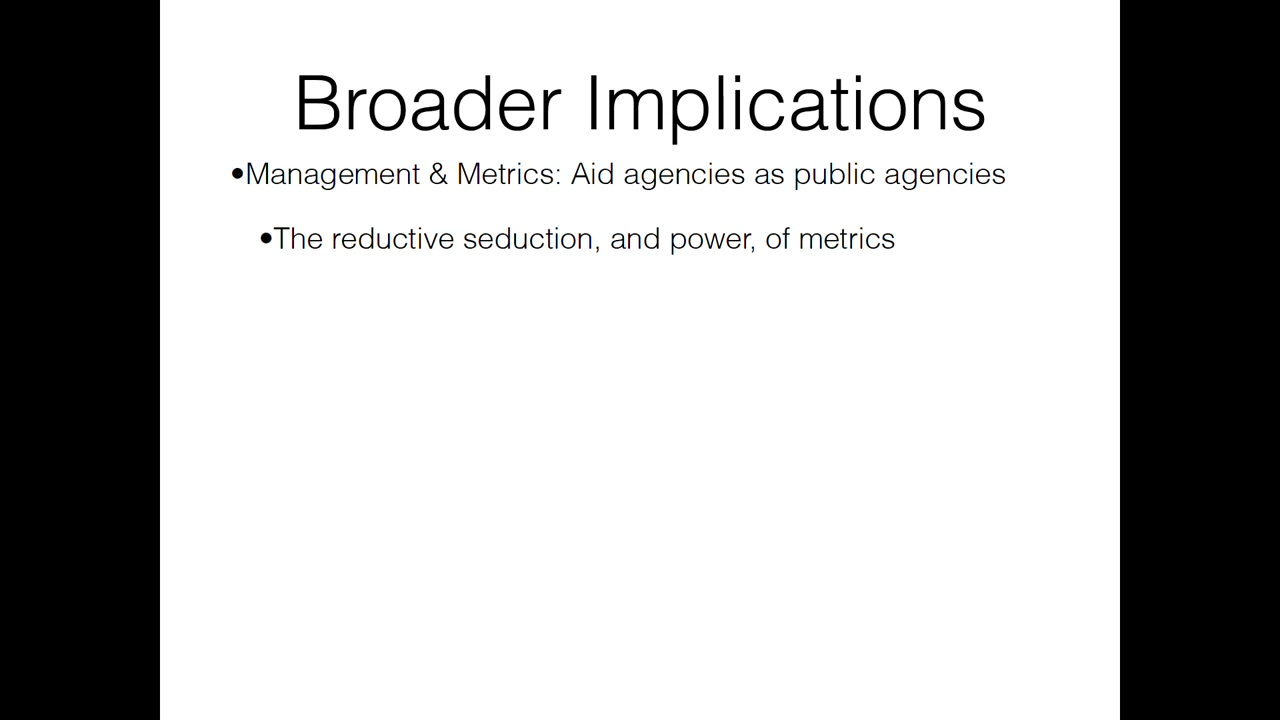 Broader Implications
•Management & Metrics: Aid agencies as public agencies
•The reductive seduction, and power, of metrics